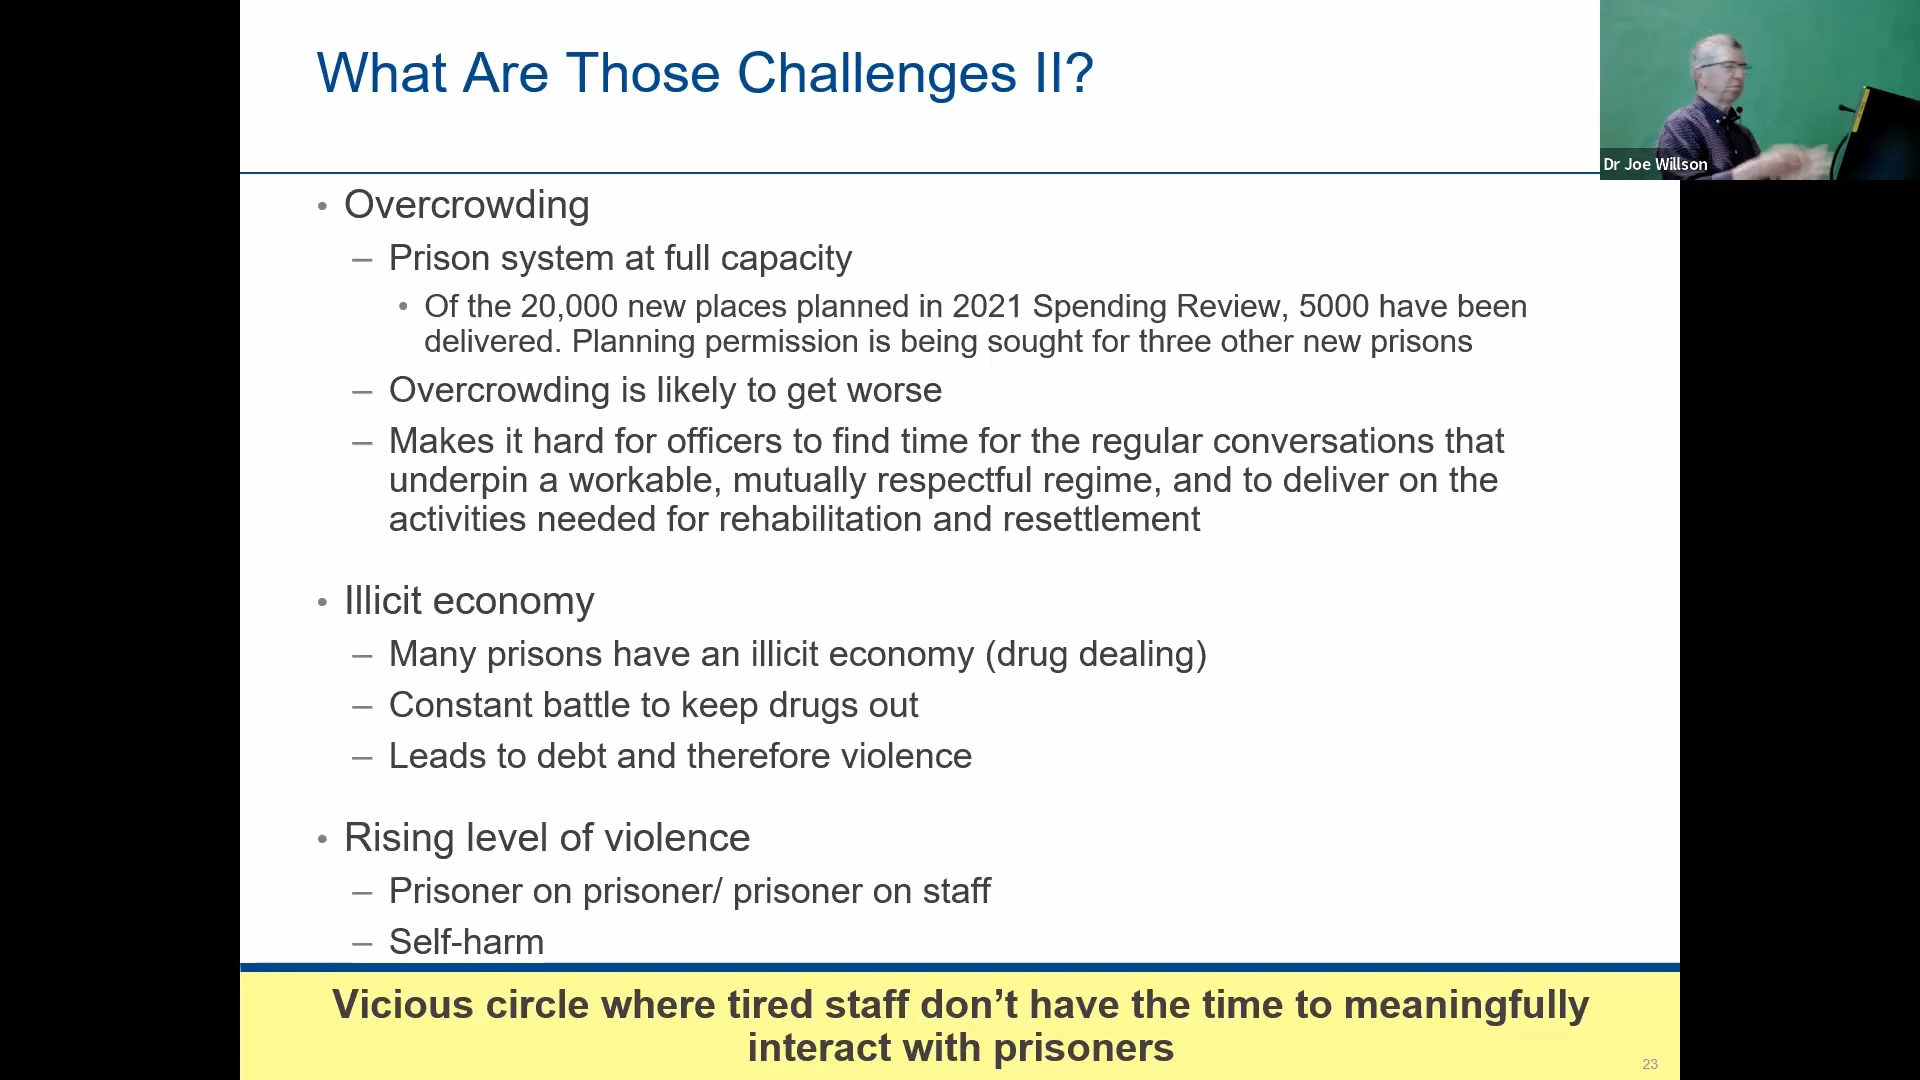 What Are Those Challenges II?
Dr Joe Willson
• Overcrowding
– Prison system at full capacity
• Of the 20,000 new places planned in 2021 Spending Review, 5000 have been
delivered. Planning permission is being sought for three other new prisons
– Overcrowding is likely to get worse
– Makes it hard for officers to find time for the regular conversations that
underpin a workable, mutually respectful regime, and to deliver on the
activities needed for rehabilitation and resettlement
• Illicit economy
– Many prisons have an illicit economy (drug dealing)
– Constant battle to keep drugs out
– Leads to debt and therefore violence
• Rising level of violence
– Prisoner on prisoner/ prisoner on staff
– Self-harm
Vicious circle where tired staff don’t have the time to meaningfully
interact with prisoners
23